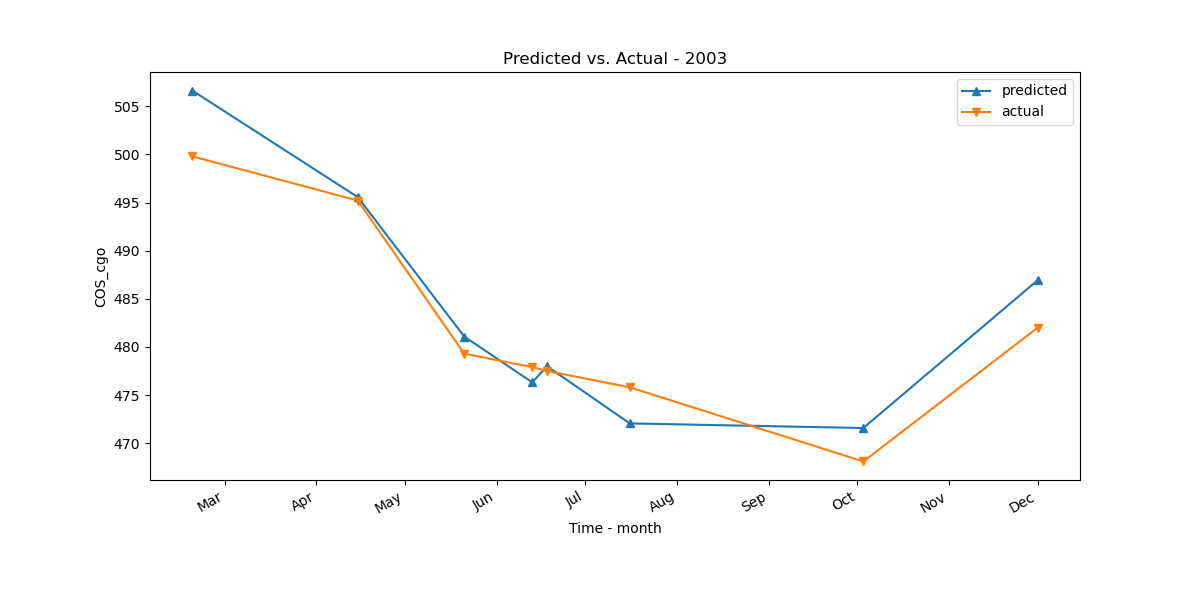 Predicted vs. Actual - 2003
predicted
actual
COS_cgo
505
500
495
490
485
480
475
470
Mar
Apr
May
Jun
Jul
Aug
Sep
Oct
Nov
Dec
Time - month